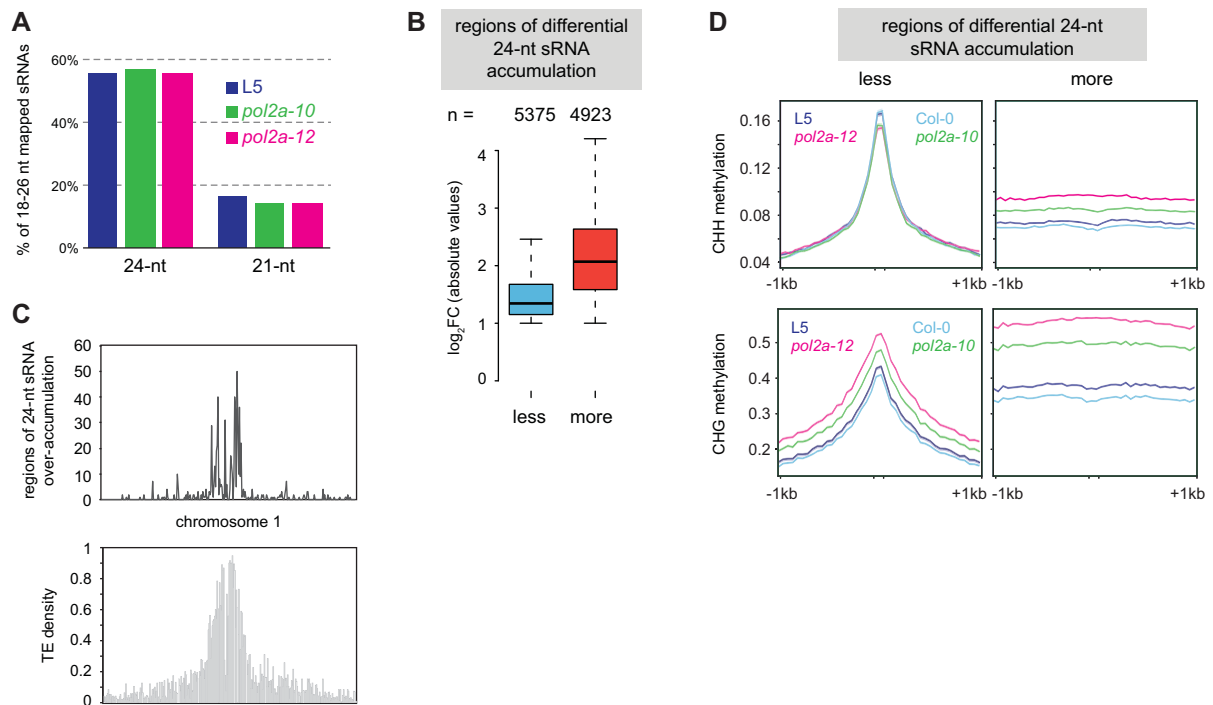 A
% of 18-26 nt mapped sRNAs
60%
40%
20%
0%
L5
pol2a-10
pol2a-12
24-nt
21-nt
B
regions of differential
24-nt sRNA
accumulation
n =
5375
4923
log2FC (absolute values)
4
3
2
1
0
less
more
C
regions of 24-nt sRNA
over-accumulation
60
50
40
30
20
10
0
chromosome 1
TE density
1
0.8
0.6
0.4
0.2
0
D
regions of differential 24-nt
sRNA accumulation
less
more
CHH methylation
0.16
0.12
0.08
0.04
L5
Col-0
pol2a-12
pol2a-10
-1kb
+1kb
-1kb
+1kb
CHG methylation
0.5
0.4
0.3
0.2
L5
Col-0
pol2a-12
pol2a-10
-1kb
+1kb
-1kb
+1kb